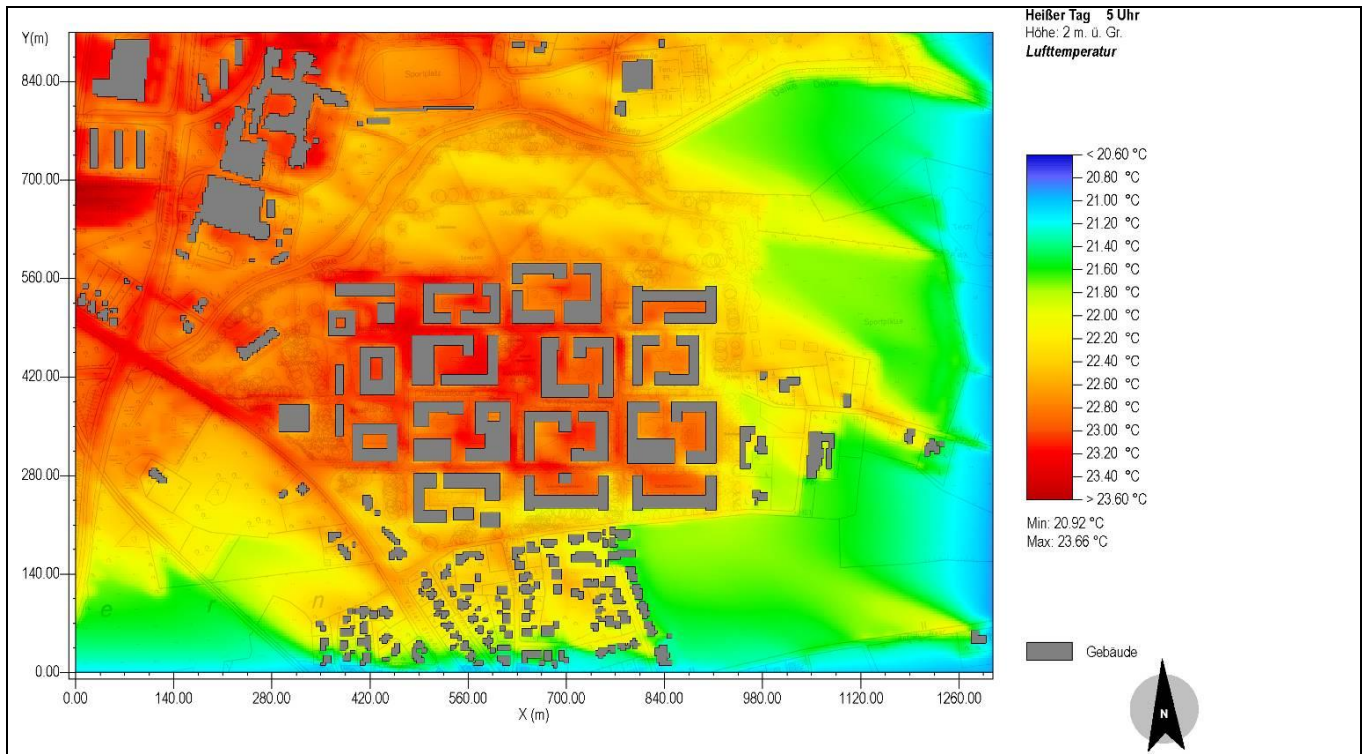 Heißer Tag 5 Uhr
Höhe: 2 m. ü. Gr.
Lufttemperatur
Y(m)
840.00
700.00
560.00
420.00
280.00
140.00
0.00
0.00
140.00
280.00
420.00
560.00
700.00
840.00
980.00
1120.00
1260.00
X (m)
Sportplatz
e r n
< 20.60 °C
20.80 °C
21.00 °C
21.20 °C
21.40 °C
21.60 °C
21.80 °C
22.00 °C
22.20 °C
22.40 °C
22.60 °C
22.80 °C
23.00 °C
23.20 °C
23.40 °C
> 23.60 °C
Min: 20.92 °C
Max: 23.66 °C
Gebäude
N